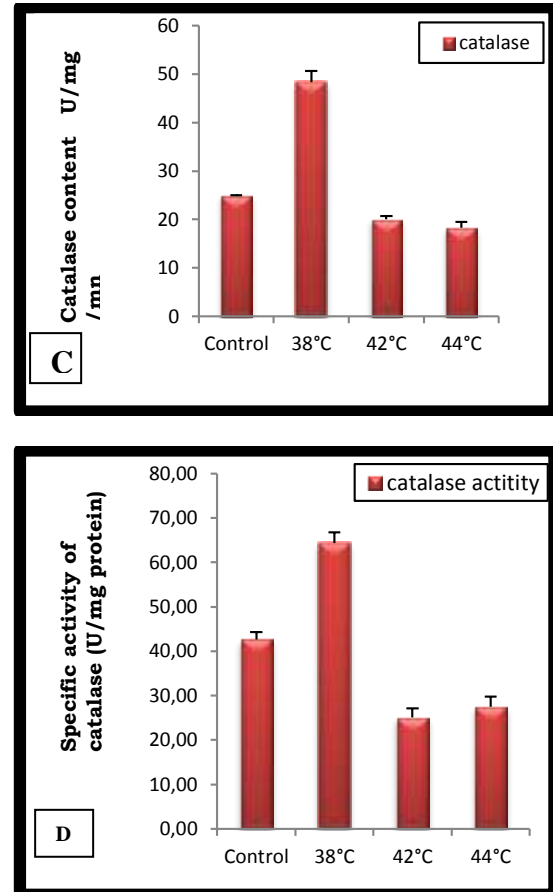 Catalase content U/mg
/mn
60
50
40
30
20
10
0
catalase
Control 38°C 42°C 44°C
C
Specific activity of
catalase (U/mg protein)
80,00
70,00
60,00
50,00
40,00
30,00
20,00
10,00
0,00
catalase actitity
Control 38°C 42°C 44°C
D